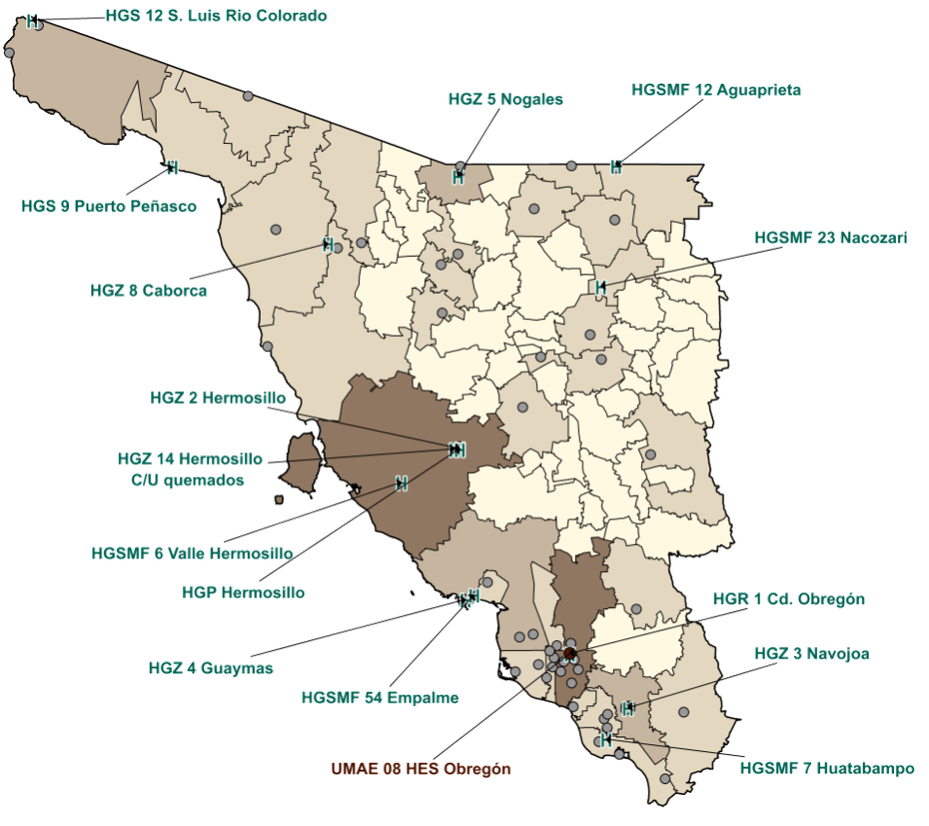 HGS 12 S. Luis Rio Colorado
HGZ 5 Nogales
HGSMF 12 Aguaprieta
HGS 9 Puerto Peñasco
HGSMF 23 Nacozari
HGZ 8 Caborca
HGZ 2 Hermosillo
HGZ 14 Hermosillo
C/U quemados
HGSMF 6 Valle Hermosillo
HGP Hermosillo
HGR 1 Cd. Obregón
HGZ 4 Guaymas
HGZ 3 Navojoa
HGSMF 54 Empalme
UMAE 08 HES Obregón
HGSMF 7 Huatabampo
H
H
H
H
H
H
H
H
H
H
H